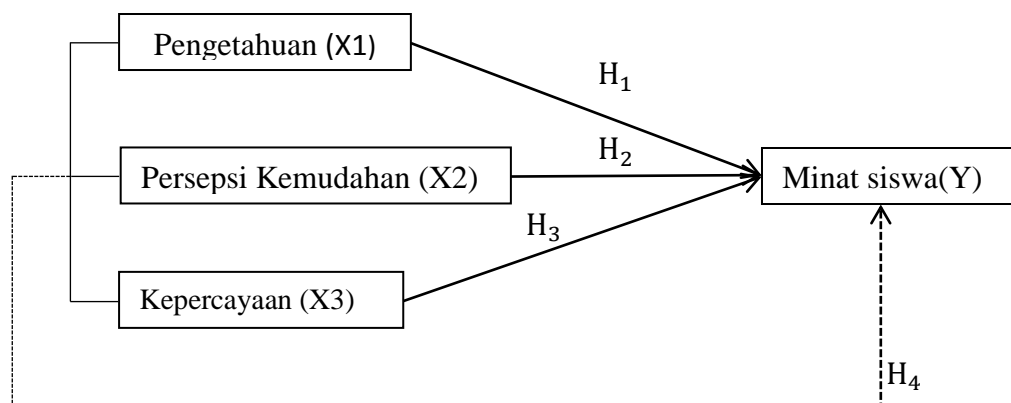 Pengetahuan (X1)
H₁
H₂
Persepsi Kemudahan (X2)
Minat siswa(Y)
H₃
Kepercayaan (X3)
H₄